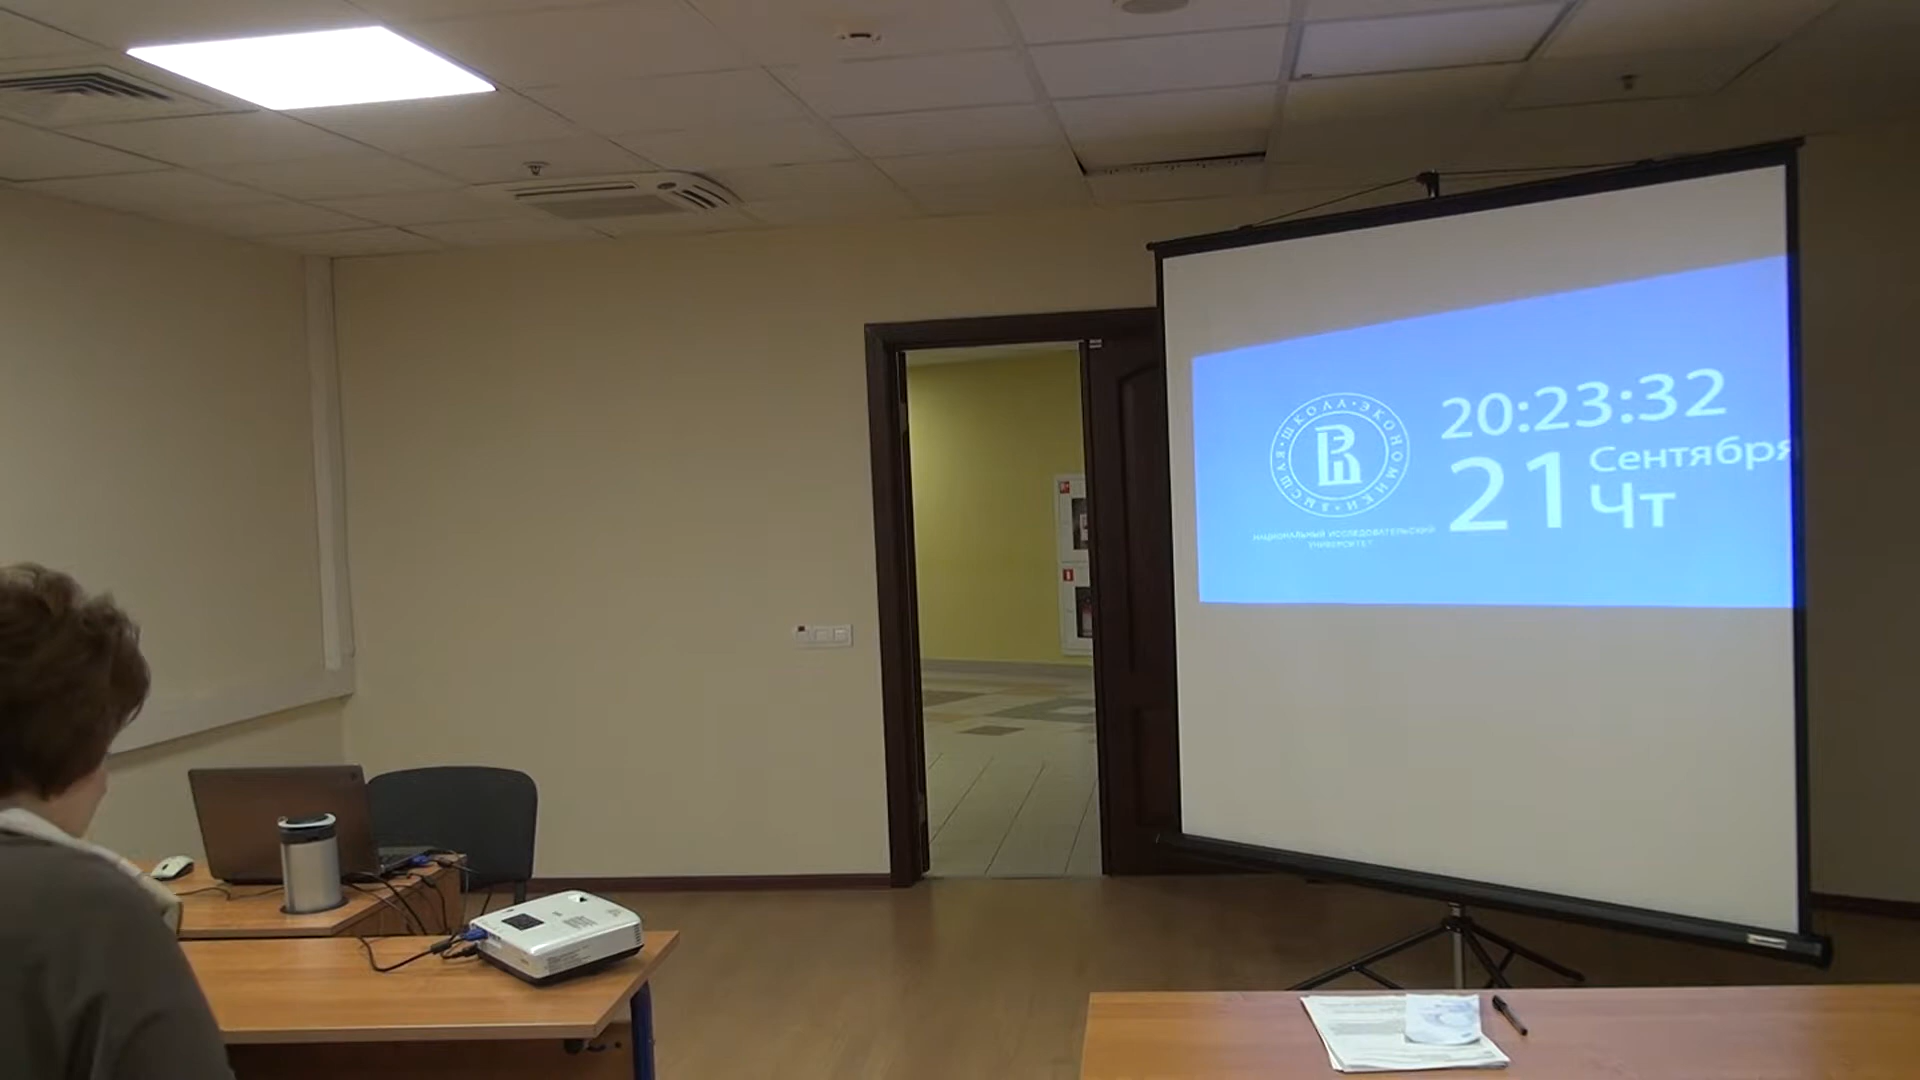 ВЫСШАЯ · ШКОЛА · ЭКОНОМИКИ ·
НАЦИОНАЛЬНЫЙ ИССЛЕДОВАТЕЛЬСКИЙ
УНИВЕРСИТЕТ
20:23:32
21
Сентября
Чт